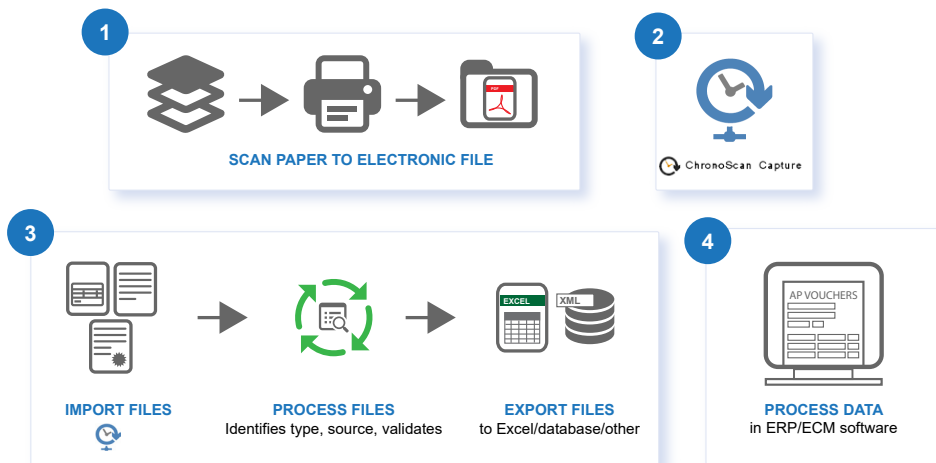 1
PDF
SCAN PAPER TO ELECTRONIC FILE
2
ChronoScan Capture
3
IMPORT FILES
PROCESS FILES
Identifies type, source, validates
EXCEL
XML
EXPORT FILES
to Excel/database/other
4
AP VOUCHERS
PROCESS DATA
in ERP/ECM software